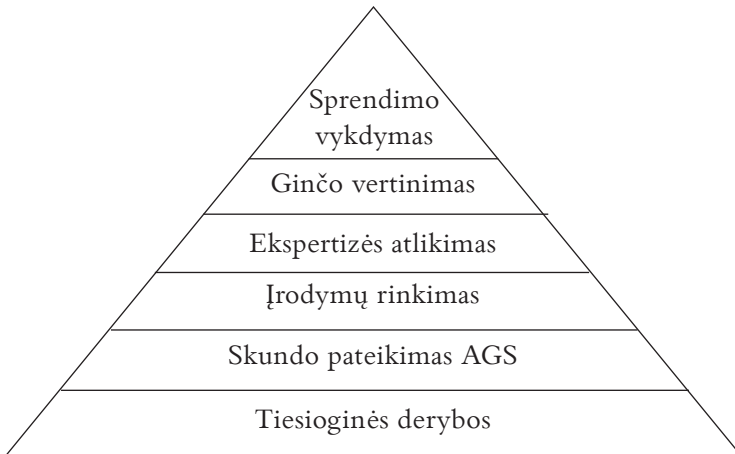 Sprendimo
vykdymas
Ginčo vertinimas
Ekspertizės atlikimas
Įrodymų rinkimas
Skundo pateikimas AGS
Tiesioginės derybos